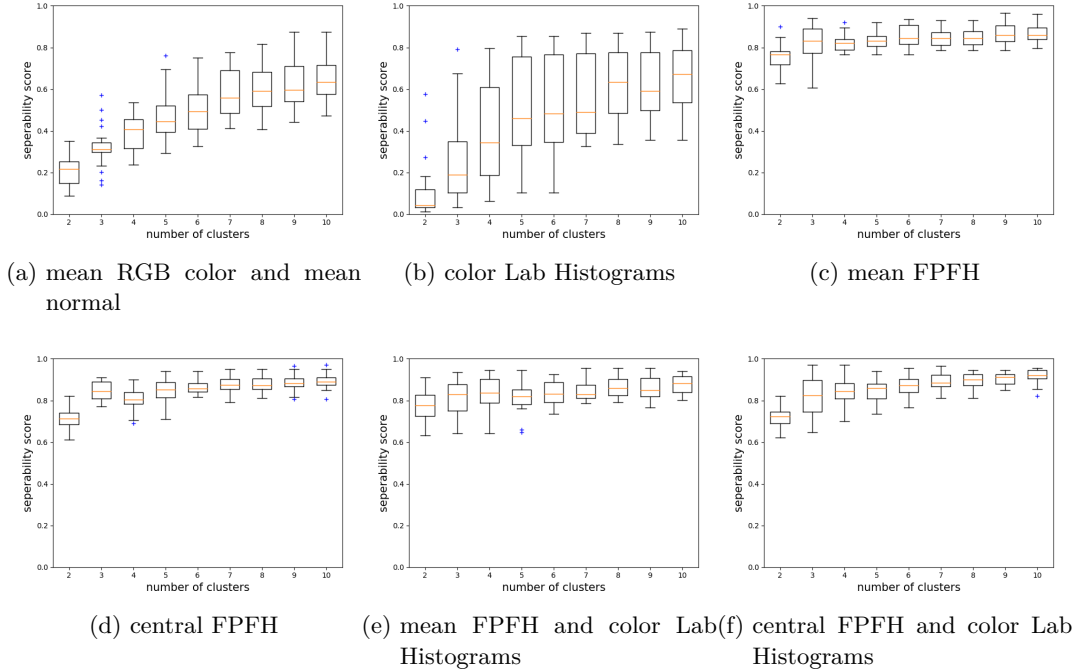 1.0
0.8
0.6
0.4
0.2
0.0
seperability score
2 3 4 5 6 7 8 9 10
number of clusters
(a) mean RGB color and mean
normal
1.0
0.8
0.6
0.4
0.2
0.0
seperability score
2 3 4 5 6 7 8 9 10
number of clusters
(b) color Lab Histograms
1.0
0.8
0.6
0.4
0.2
0.0
seperability score
2 3 4 5 6 7 8 9 10
number of clusters
(c) mean FPFH
1.0
0.8
0.6
0.4
0.2
0.0
seperability score
2 3 4 5 6 7 8 9 10
number of clusters
(d) central FPFH
1.0
0.8
0.6
0.4
0.2
0.0
seperability score
2 3 4 5 6 7 8 9 10
number of clusters
(e) mean FPFH and color Lab
Histograms
1.0
0.8
0.6
0.4
0.2
0.0
seperability score
2 3 4 5 6 7 8 9 10
number of clusters
(f) central FPFH and color Lab
Histograms